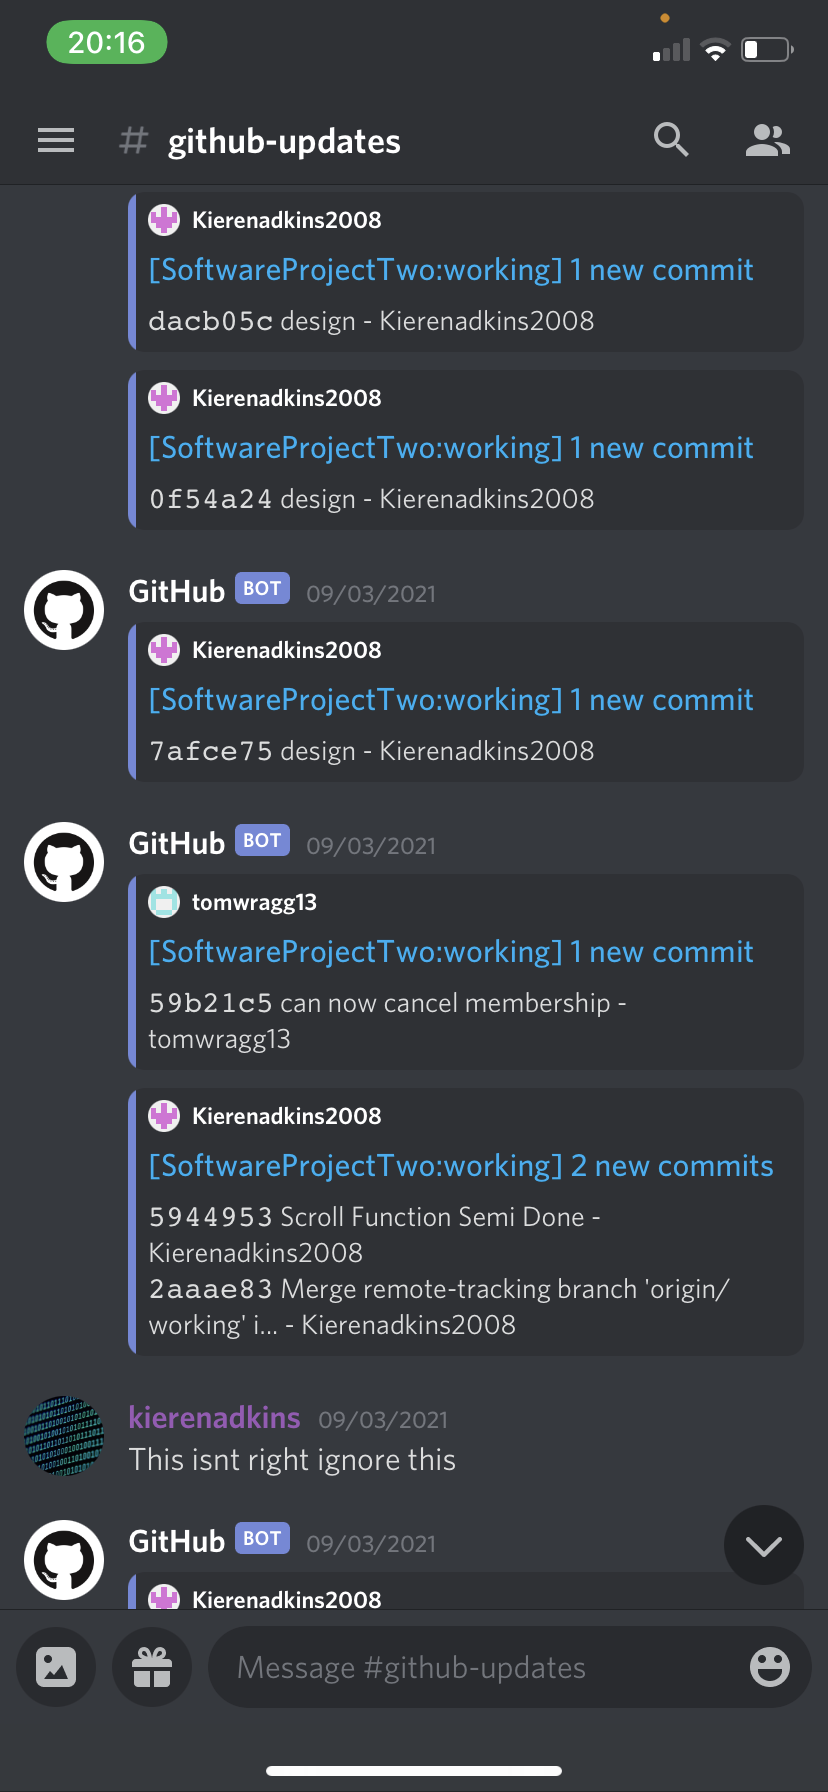 20:16
# github-updates
Kierenadkins2008
[SoftwareProjectTwo:working] 1 new commit
dacb05c design - Kierenadkins2008
Kierenadkins2008
[SoftwareProjectTwo:working] 1 new commit
0f54a24 design - Kierenadkins2008
GitHub BOT 09/03/2021
Kierenadkins2008
[SoftwareProjectTwo:working] 1 new commit
7afce75 design - Kierenadkins2008
GitHub BOT 09/03/2021
tomwragg13
[SoftwareProjectTwo:working] 1 new commit
59b21c5 can now cancel membership -
tomwragg13
Kierenadkins2008
[SoftwareProjectTwo:working] 2 new commits
5944953 Scroll Function Semi Done -
Kierenadkins2008
2aaae83 Merge remote-tracking branch 'origin/
working' i... - Kierenadkins2008
kierenadkins 09/03/2021
This isnt right ignore this
GitHub BOT 09/03/2021
Kierenadkins2008
Message #github-updates